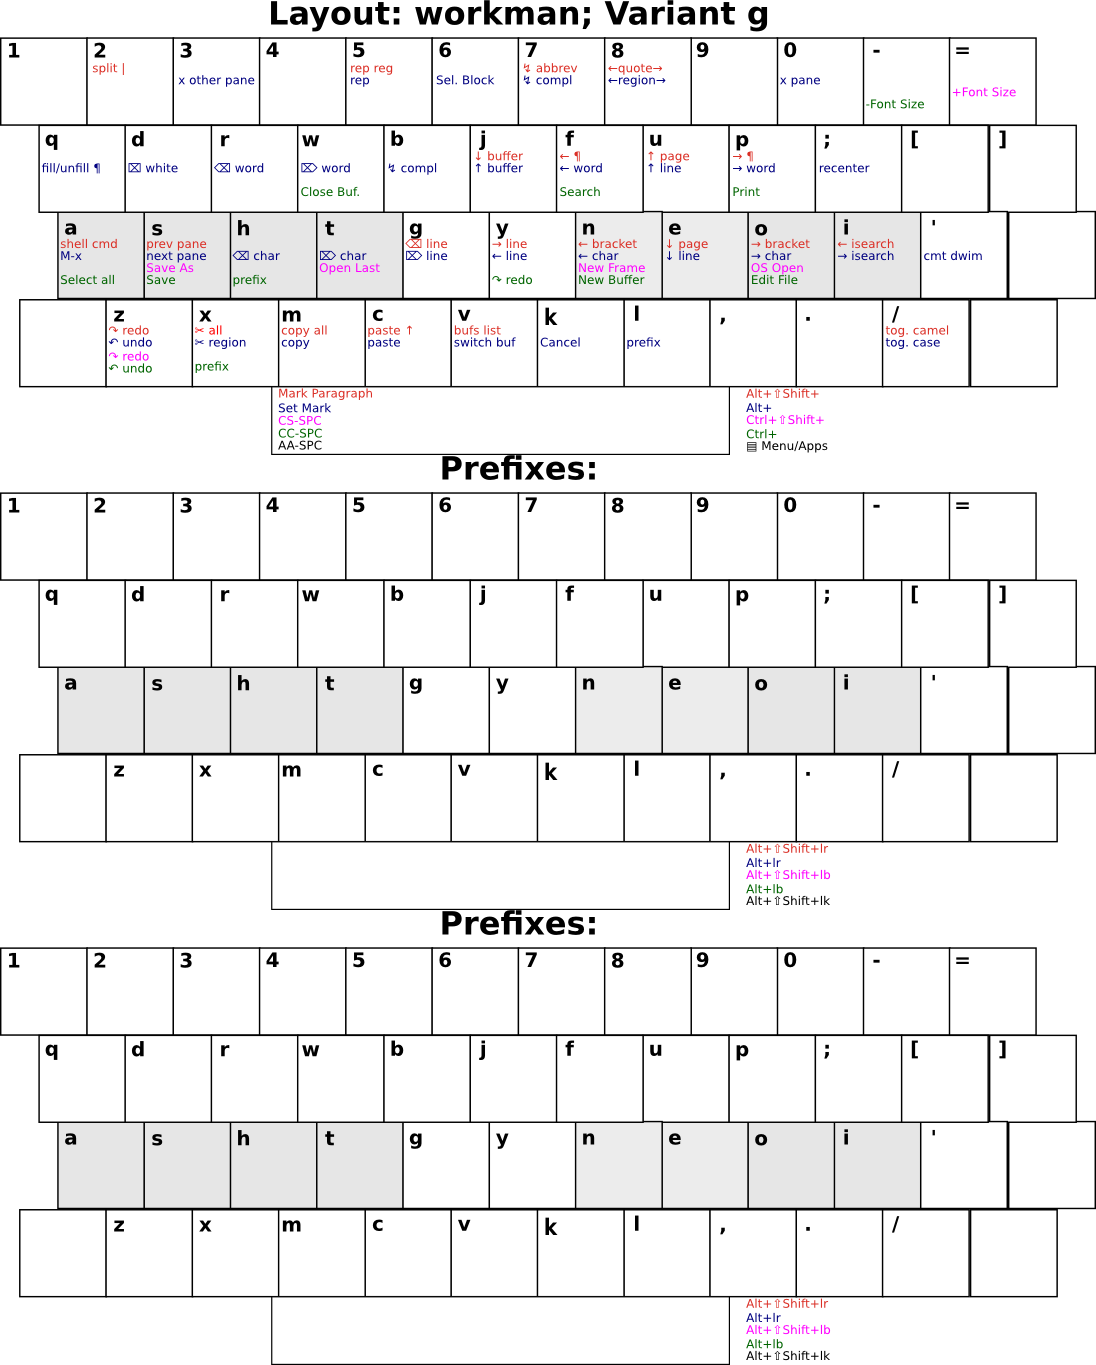 Layout: workman; Variant g
1 2 3 4 5 6 7 8 9 0 - =
split | rep reg ↯ abbrev ←quote→
x other pane rep Sel. Block ↯ compl ←region→ x pane
+Font Size
-Font Size
q d r w b j f u p ; [ ]
↓ buffer ← ¶ ↑ page → ¶
fill/unfill ¶ ⌧ white ⌫ word ⌦ word ↯ compl ↑ buffer ← word ↑ line → word recenter
Close Buf. Search Print
a s h t g y n e o i '
shell cmd prev pane ⌫ line → line ← bracket ↓ page → bracket ← isearch
M-x next pane ⌫ char ⌦ char ⌦ line ← line ← char ↓ line → char → isearch cmt dwim
Save As Open Last New Frame OS Open
Select all Save prefix ↷ redo New Buffer Edit File
z x m c v k l , . /
↷ redo ✂ all copy all paste ↑ bufs list tog. camel
↶ undo ✂ region copy paste switch buf Cancel prefix tog. case
↷ redo
↶ undo prefix
Mark Paragraph Alt+⇧Shift+
Set Mark Alt+
CS-SPC Ctrl+⇧Shift+
CC-SPC Ctrl+
AA-SPC ▤ Menu/Apps
Prefixes:
1 2 3 4 5 6 7 8 9 0 - =
q d r w b j f u p ; [ ]
a s h t g y n e o i '
z x m c v k l , . /
Alt+⇧Shift+lr
Alt+lr
Alt+⇧Shift+lb
Alt+lb
Alt+⇧Shift+lk
Prefixes:
1 2 3 4 5 6 7 8 9 0 - =
q d r w b j f u p ; [ ]
a s h t g y n e o i '
z x m c v k l , . /
Alt+⇧Shift+lr
Alt+lr
Alt+⇧Shift+lb
Alt+lb
Alt+⇧Shift+lk